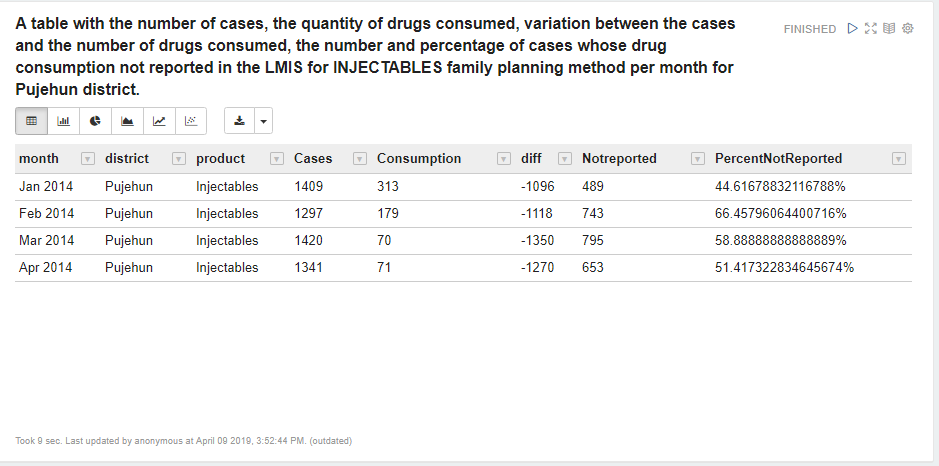 A table with the number of cases, the quantity of drugs consumed, variation between the cases
and the number of drugs consumed, the number and percentage of cases whose drug
consumption not reported in the LMIS for INJECTABLES family planning method per month for
Pujehun district.
FINISHED
month district product Cases Consumption diff Notreported PercentNotReported
Jan 2014 Pujehun Injectables 1409 313 -1096 489 44.61678832116788%
Feb 2014 Pujehun Injectables 1297 179 -1118 743 66.45796064400716%
Mar 2014 Pujehun Injectables 1420 70 -1350 795 58.88888888888889%
Apr 2014 Pujehun Injectables 1341 71 -1270 653 51.417322834645674%
Took 9 sec. Last updated by anonymous at April 09 2019, 3:52:44 PM. (outdated)